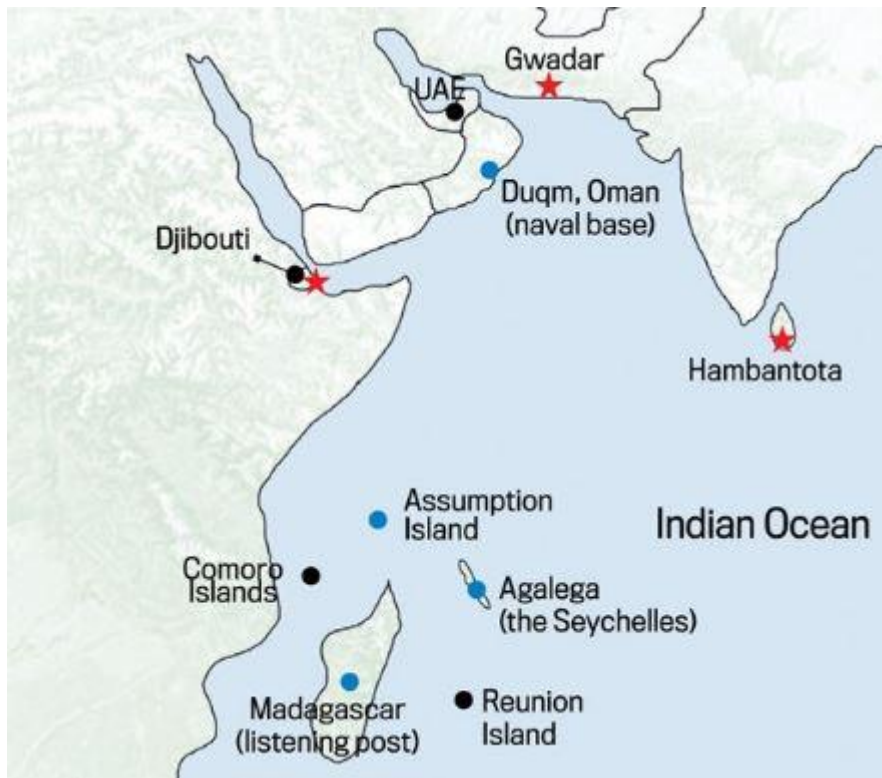 Gwadar
UAE
Duqm, Oman
(naval base)
Djibouti
Hambantota
Assumption
Island
Indian Ocean
Comoro
Islands
Agalega
(the Seychelles)
Madagascar
(listening post)
Reunion
Island